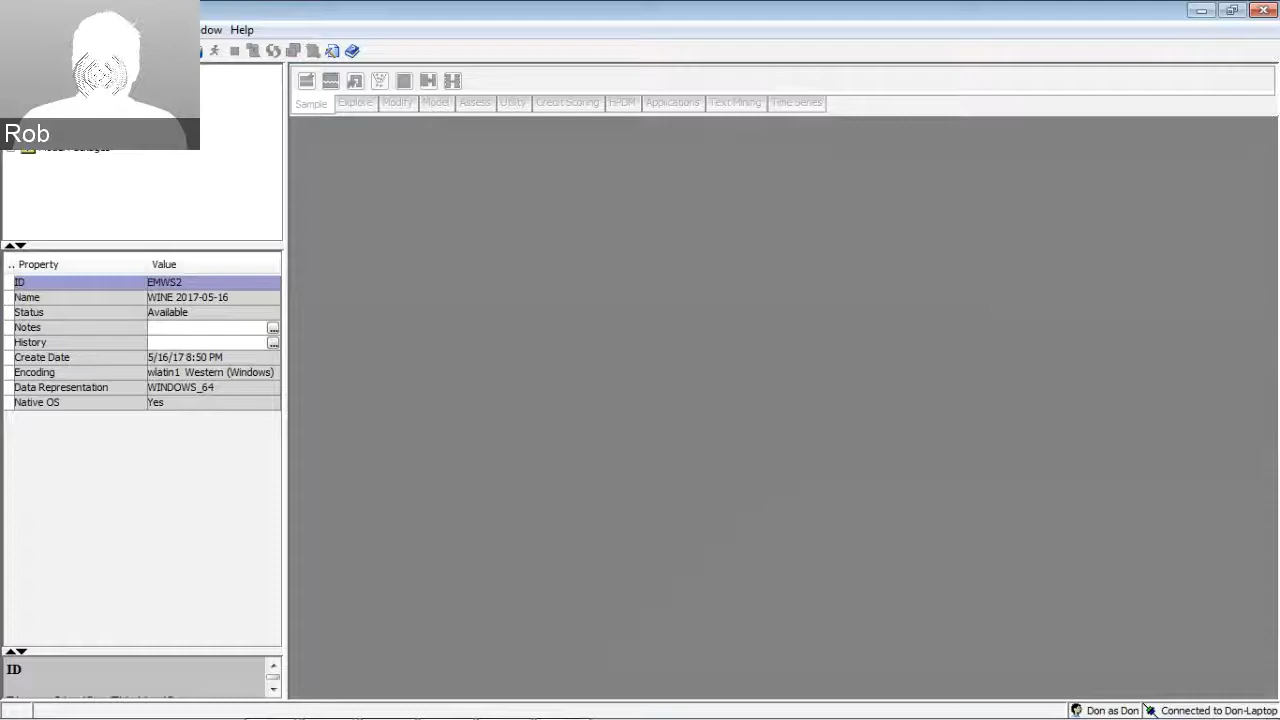 dow Help
Rob
Sample Explore Modify Model Assess Utility Credit Scoring HPDM Applications Text Mining Time Series
.. Property Value
ID EMWS2
Name WINE 2017-05-16
Status Available
Notes ...
History ...
Create Date 5/16/17 8:50 PM
Encoding wlatin1 Western (Windows)
Data Representation WINDOWS_64
Native OS Yes
ID
Don as Don Connected to Don-Laptop